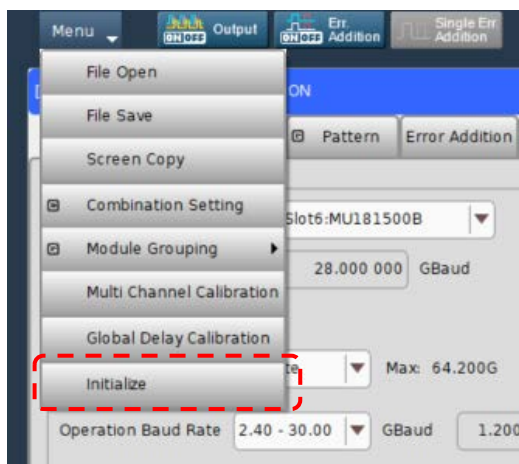 Menu
ON OFF Output
ON OFF Err. Addition
Single Err. Addition
File Open
ON
File Save
Pattern
Error Addition
Screen Copy
Combination Setting
Slot6:MU181500B
Module Grouping
28.000 000 GBaud
Multi Channel Calibration
Global Delay Calibration
Initialize
Max: 64.200G
Operation Baud Rate 2.40 - 30.00 GBaud 1.200